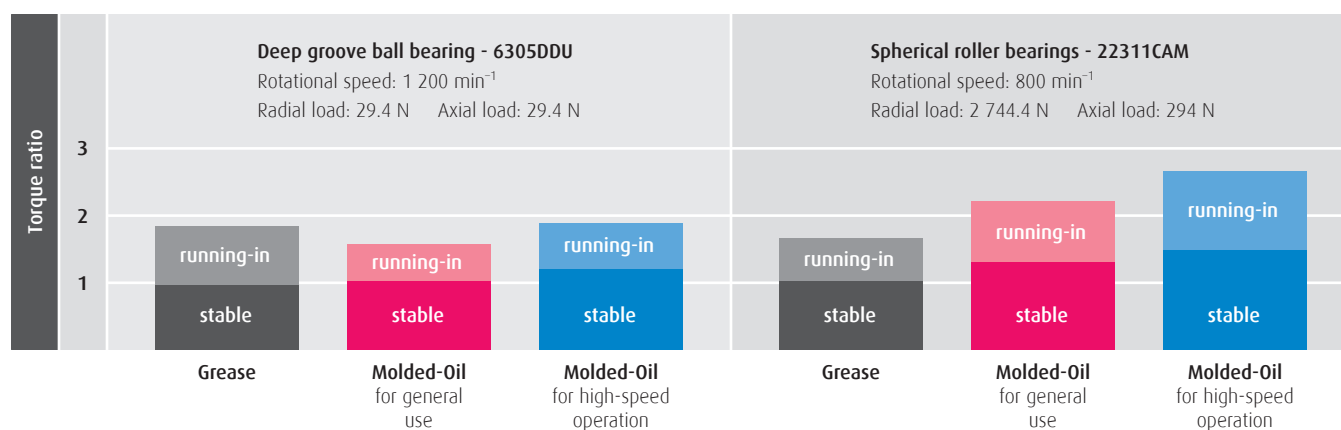 Deep groove ball bearing - 6305DDU
Rotational speed: 1 200 min⁻¹
Radial load: 29.4 N Axial load: 29.4 N
Spherical roller bearings - 22311CAM
Rotational speed: 800 min⁻¹
Radial load: 2 744.4 N Axial load: 294 N
Torque ratio
3
2
1
running-in
stable
running-in
stable
running-in
stable
running-in
stable
running-in
stable
running-in
stable
Grease
Molded-Oil
for general
use
Molded-Oil
for high-speed
operation
Grease
Molded-Oil
for general
use
Molded-Oil
for high-speed
operation